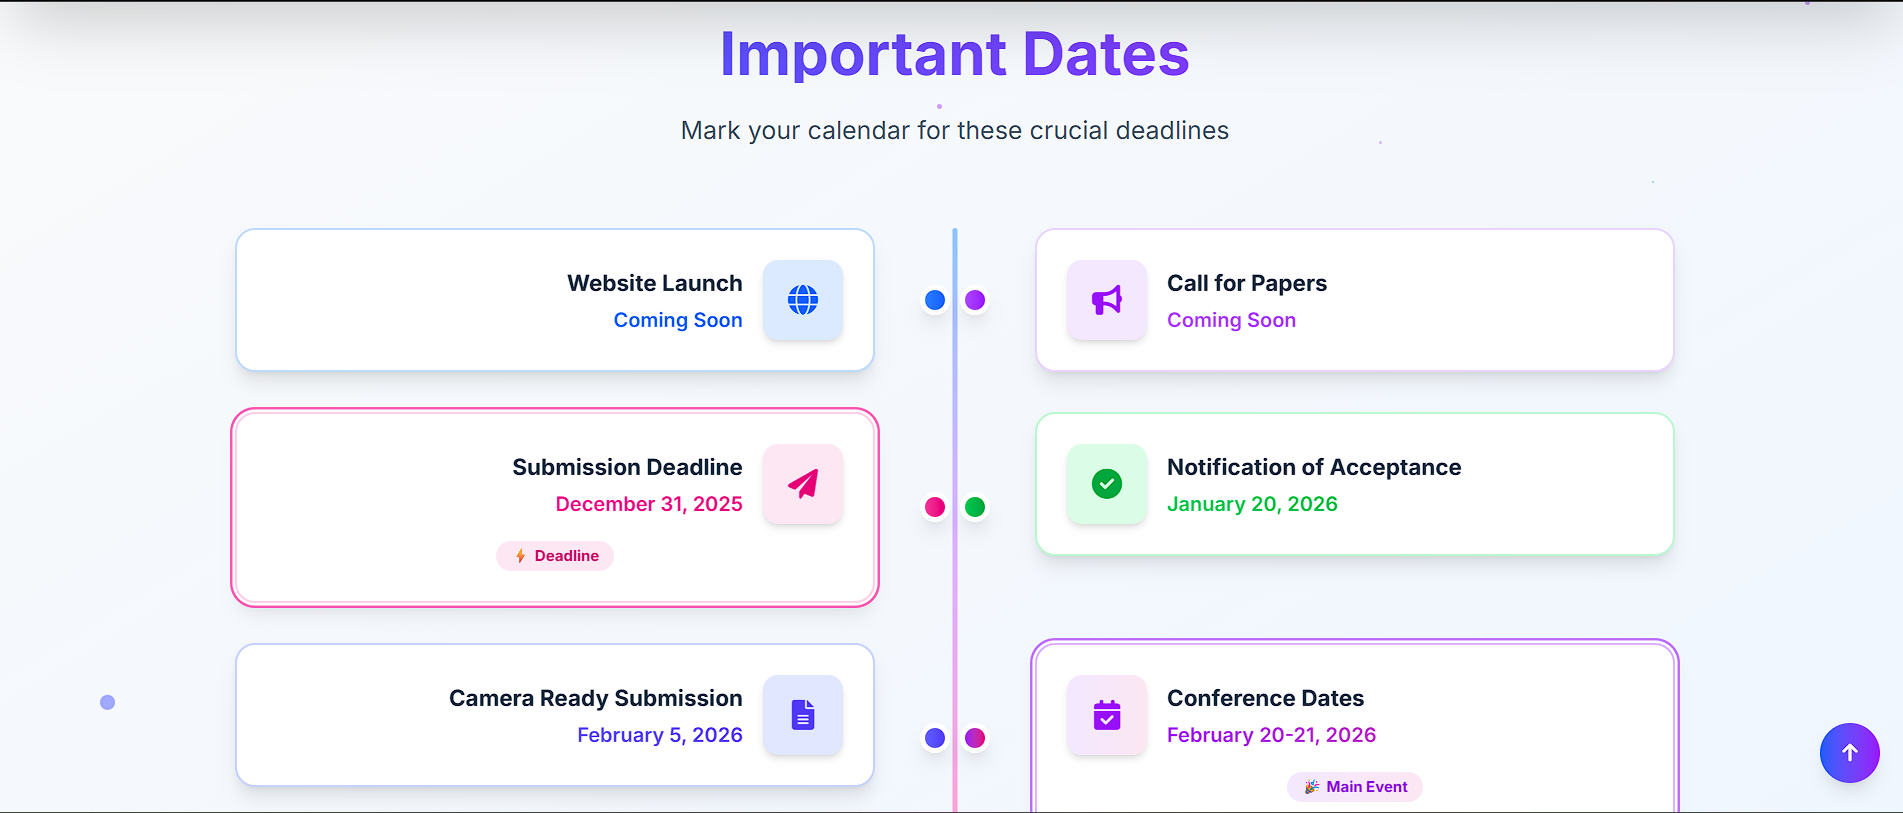 Important Dates
Mark your calendar for these crucial deadlines
Website Launch
Coming Soon
Call for Papers
Coming Soon
Submission Deadline
December 31, 2025
⚡ Deadline
Notification of Acceptance
January 20, 2026
Camera Ready Submission
February 5, 2026
Conference Dates
February 20-21, 2026
🎉 Main Event